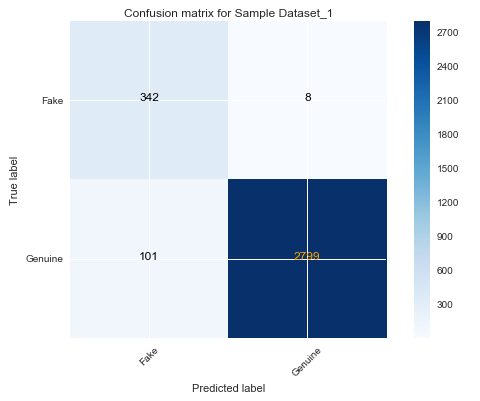 Confusion matrix for Sample Dataset_1
Fake
342
8
Genuine
101
2799
True label
Fake
Genuine
Predicted label
2700
2400
2100
1800
1500
1200
900
600
300